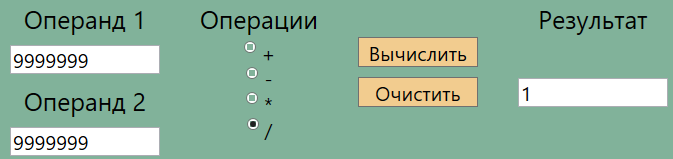 Операнд 1
9999999
Операнд 2
9999999
Операции
+
-
*
/
Вычислить
Очистить
Результат
1